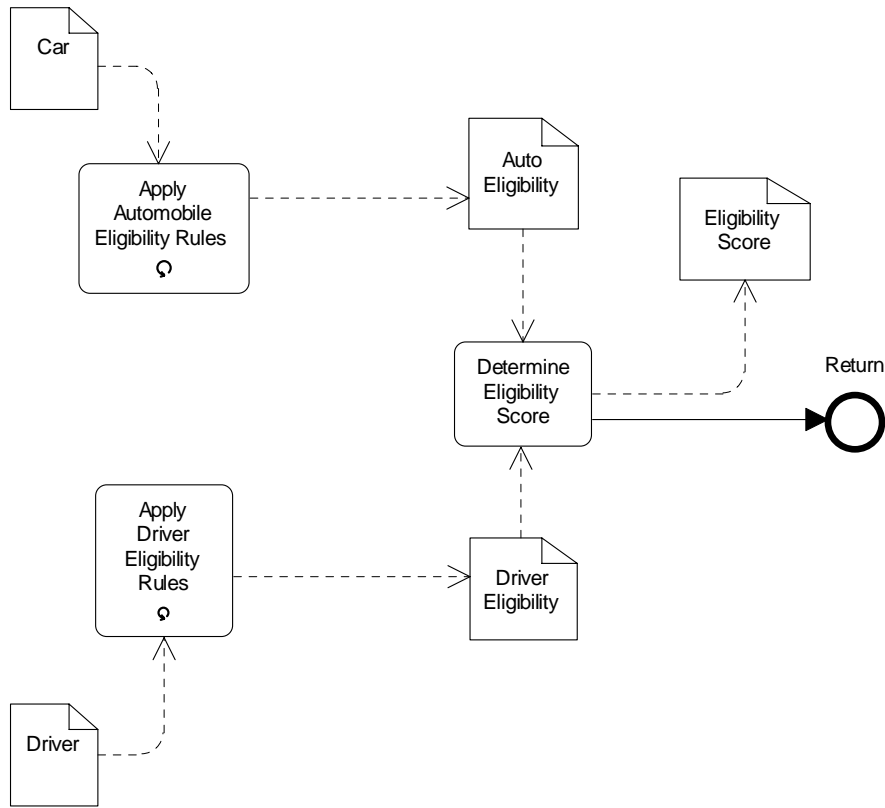 Car
Apply
Automobile
Eligibility Rules
Auto
Eligibility
Eligibility
Score
Determine
Eligibility
Score
Return
Apply
Driver
Eligibility
Rules
Driver
Eligibility
Driver